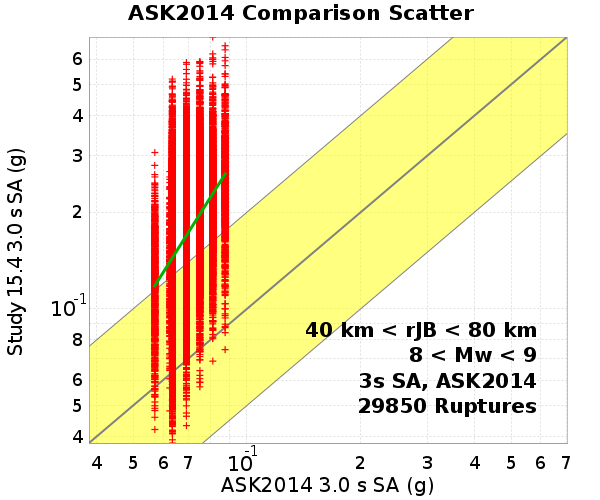 ASK2014 Comparison Scatter
Study 15.4 3.0 s SA (g)
6
5
4
3
2
10-1
8
6
5
4
40 km < rJB < 80 km
8 < Mw < 9
3s SA, ASK2014
29850 Ruptures
4 5 6 7 10-1 2 3 4 5 6 7
ASK2014 3.0 s SA (g)